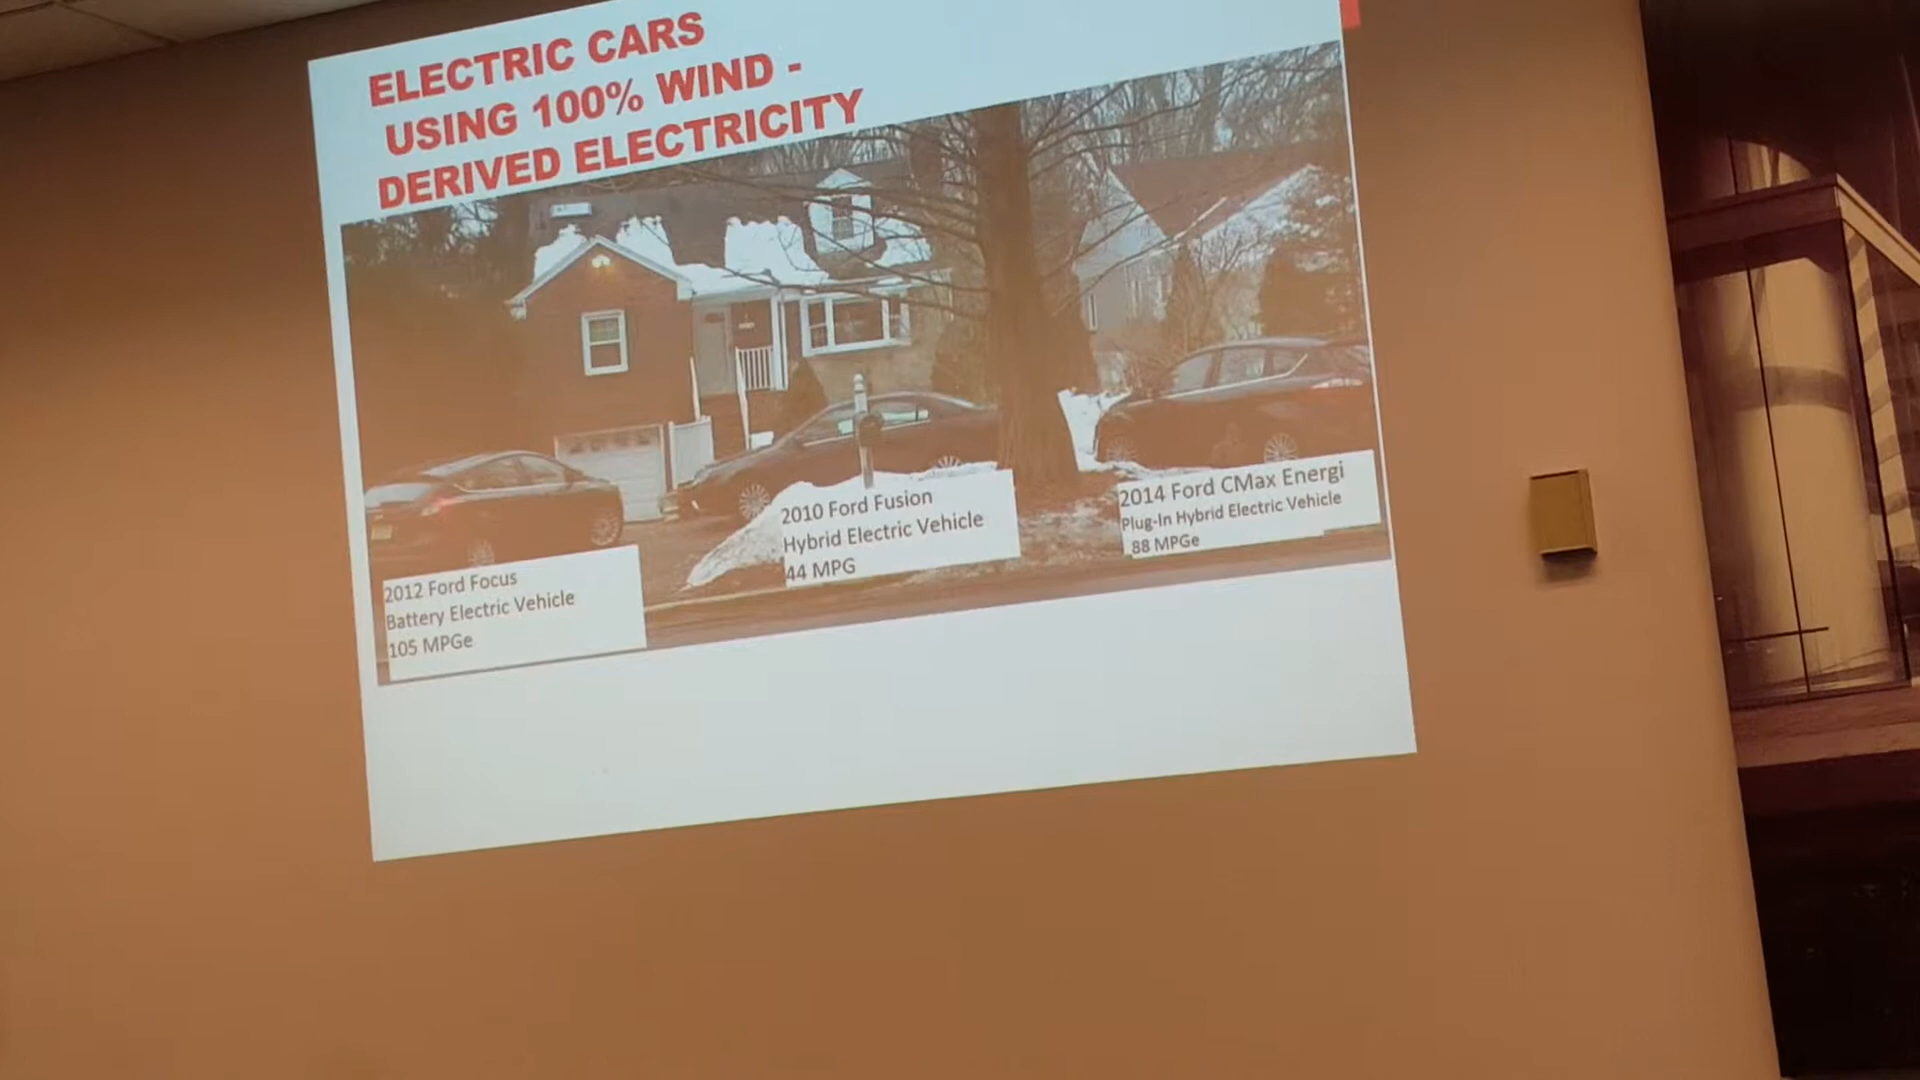 ELECTRIC CARS
USING 100% WIND -
DERIVED ELECTRICITY
2012 Ford Focus
Battery Electric Vehicle
105 MPGe
2010 Ford Fusion
Hybrid Electric Vehicle
44 MPG
2014 Ford CMax Energi
Plug-In Hybrid Electric Vehicle
88 MPGe